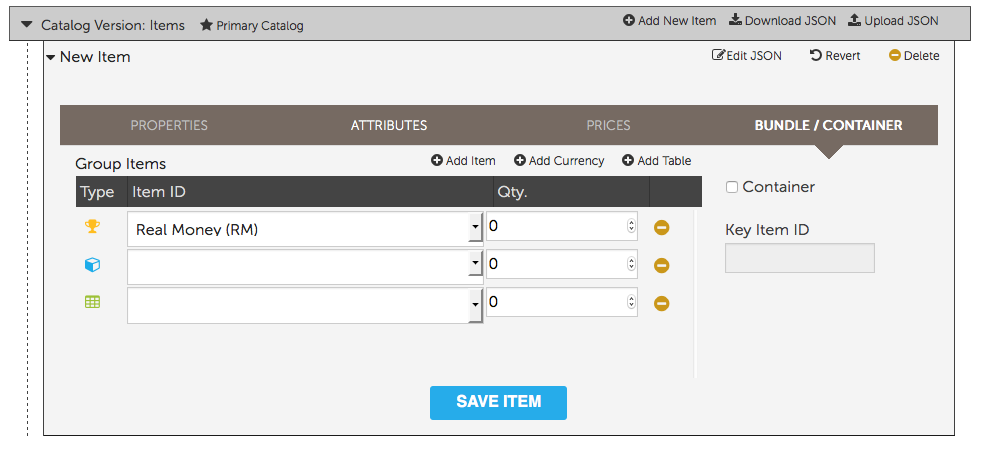 Catalog Version: Items Primary Catalog Add New Item Download JSON Upload JSON
New Item Edit JSON Revert Delete
PROPERTIES ATTRIBUTES PRICES BUNDLE / CONTAINER
Group Items Add Item Add Currency Add Table
Type Item ID Qty.
Container
Real Money (RM) 0
Key Item ID
0
0
SAVE ITEM